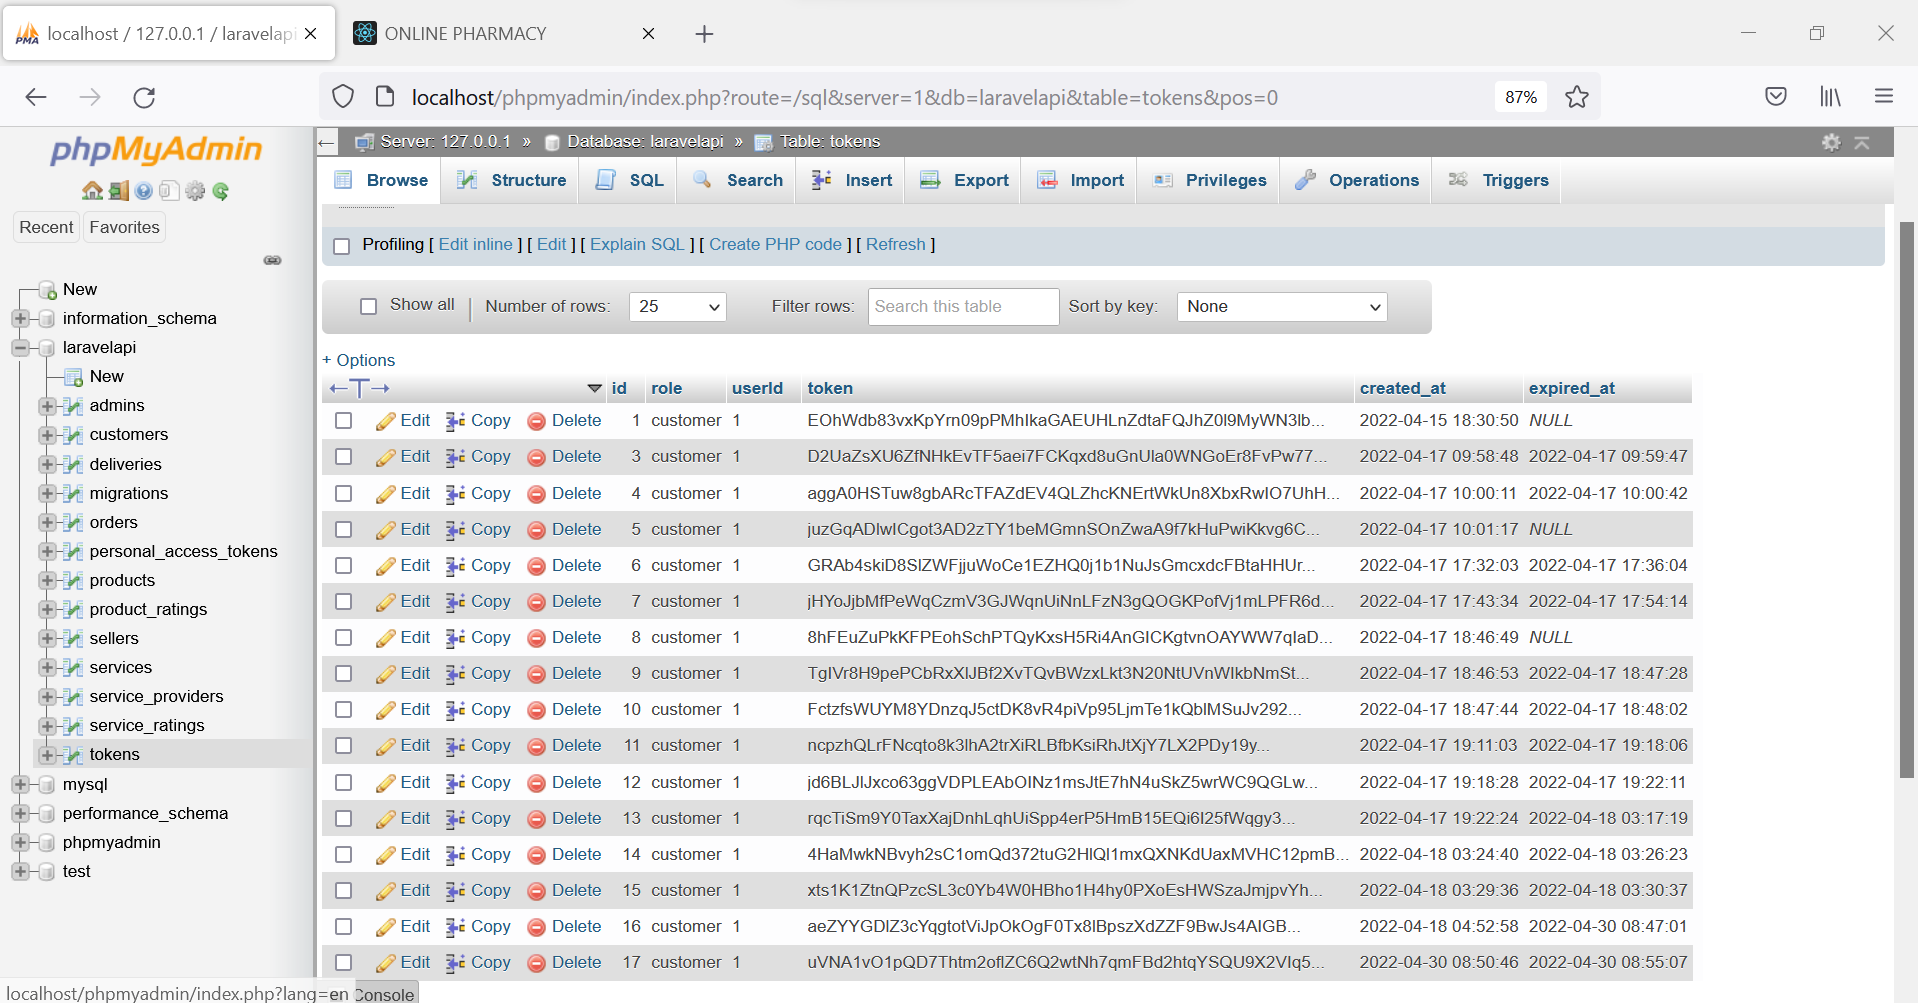 localhost / 127.0.0.1 / laravelapi
ONLINE PHARMACY
localhost/phpmyadmin/index.php?route=/sql&server=1&db=laravelapi&table=tokens&pos=0
87%
phpMyAdmin
Recent Favorites
New
information_schema
laravelapi
New
admins
customers
deliveries
migrations
orders
personal_access_tokens
products
product_ratings
sellers
services
service_providers
service_ratings
tokens
mysql
performance_schema
phpmyadmin
test
Server: 127.0.0.1 » Database: laravelapi » Table: tokens
Browse Structure SQL Search Insert Export Import Privileges Operations Triggers
Profiling [ Edit inline ] [ Edit ] [ Explain SQL ] [ Create PHP code ] [ Refresh ]
Show all | Number of rows: 25 Filter rows: Search this table Sort by key: None
+ Options
id role userId token created_at expired_at
Edit Copy Delete 1 customer 1 EOhWdb83vxKpYrn09pPMhIkaGAEUHLnZdtaFQJhZ0l9MyWN3lb... 2022-04-15 18:30:50 NULL
Edit Copy Delete 3 customer 1 D2UaZsXU6ZfNHkEvTF5aei7FCKqxd8uGnUla0WNGoEr8FvPw77... 2022-04-17 09:58:48 2022-04-17 09:59:47
Edit Copy Delete 4 customer 1 aggA0HSTuw8gbARcTFAZdEV4QLZhcKNErtWkUn8XbxRwIO7UhH... 2022-04-17 10:00:11 2022-04-17 10:00:42
Edit Copy Delete 5 customer 1 juzGqADlwICgot3AD2zTY1beMGmnSOnZwaA9f7kHuPwiKkvg6C... 2022-04-17 10:01:17 NULL
Edit Copy Delete 6 customer 1 GRAb4skiD8SlZWFjjuWoCe1EZHQ0j1b1NuJsGmcxdcFBtaHHUr... 2022-04-17 17:32:03 2022-04-17 17:36:04
Edit Copy Delete 7 customer 1 jHYoJjbMfPeWqCzmV3GJWqnUiNnLFzN3gQOGKPofVj1mLPFR6d... 2022-04-17 17:43:34 2022-04-17 17:54:14
Edit Copy Delete 8 customer 1 8hFEuZuPkKFPEohSchPTQyKxsH5Ri4AnGICKgtvnOAYWW7qIaD... 2022-04-17 18:46:49 NULL
Edit Copy Delete 9 customer 1 TgIVr8H9pePCbRxXlJBf2XvTQvBWzxLkt3N20NtUVnWIkbNmSt... 2022-04-17 18:46:53 2022-04-17 18:47:28
Edit Copy Delete 10 customer 1 FctzfsWUYM8YDnzqJ5ctDK8vR4piVp95LjmTe1kQblMSuJv292... 2022-04-17 18:47:44 2022-04-17 18:48:02
Edit Copy Delete 11 customer 1 ncpzhQLrFNcqto8k3lhA2trXiRLBfbKsiRhJtXjY7LX2PDy19y... 2022-04-17 19:11:03 2022-04-17 19:18:06
Edit Copy Delete 12 customer 1 jd6BLJlJxco63ggVDPLEAbOINz1msJtE7hN4uSkZ5wrWC9QGLw... 2022-04-17 19:18:28 2022-04-17 19:22:11
Edit Copy Delete 13 customer 1 rqcTiSm9Y0TaxXajDnhLqhUiSpp4erP5HmB15EQi6I25fWqgy3... 2022-04-17 19:22:24 2022-04-18 03:17:19
Edit Copy Delete 14 customer 1 4HaMwkNBvyh2sC1omQd372tuG2HlQl1mxQXNKdUaxMVHC12pmB... 2022-04-18 03:24:40 2022-04-18 03:26:23
Edit Copy Delete 15 customer 1 xts1K1ZtnQPzcSL3c0Yb4W0HBho1H4hy0PXoEsHWSzaJmjpvYh... 2022-04-18 03:29:36 2022-04-18 03:30:37
Edit Copy Delete 16 customer 1 aeZYYGDlZ3cYqgtotViJpOkOgF0Tx8lBpszXdZZF9BwJs4AIGB... 2022-04-18 04:52:58 2022-04-30 08:47:01
Edit Copy Delete 17 customer 1 uVNA1vO1pQD7Thtm2oflZC6Q2wtNh7qmFBd2htqYSQU9X2VIq5... 2022-04-30 08:50:46 2022-04-30 08:55:07
localhost/phpmyadmin/index.php?lang=en Console